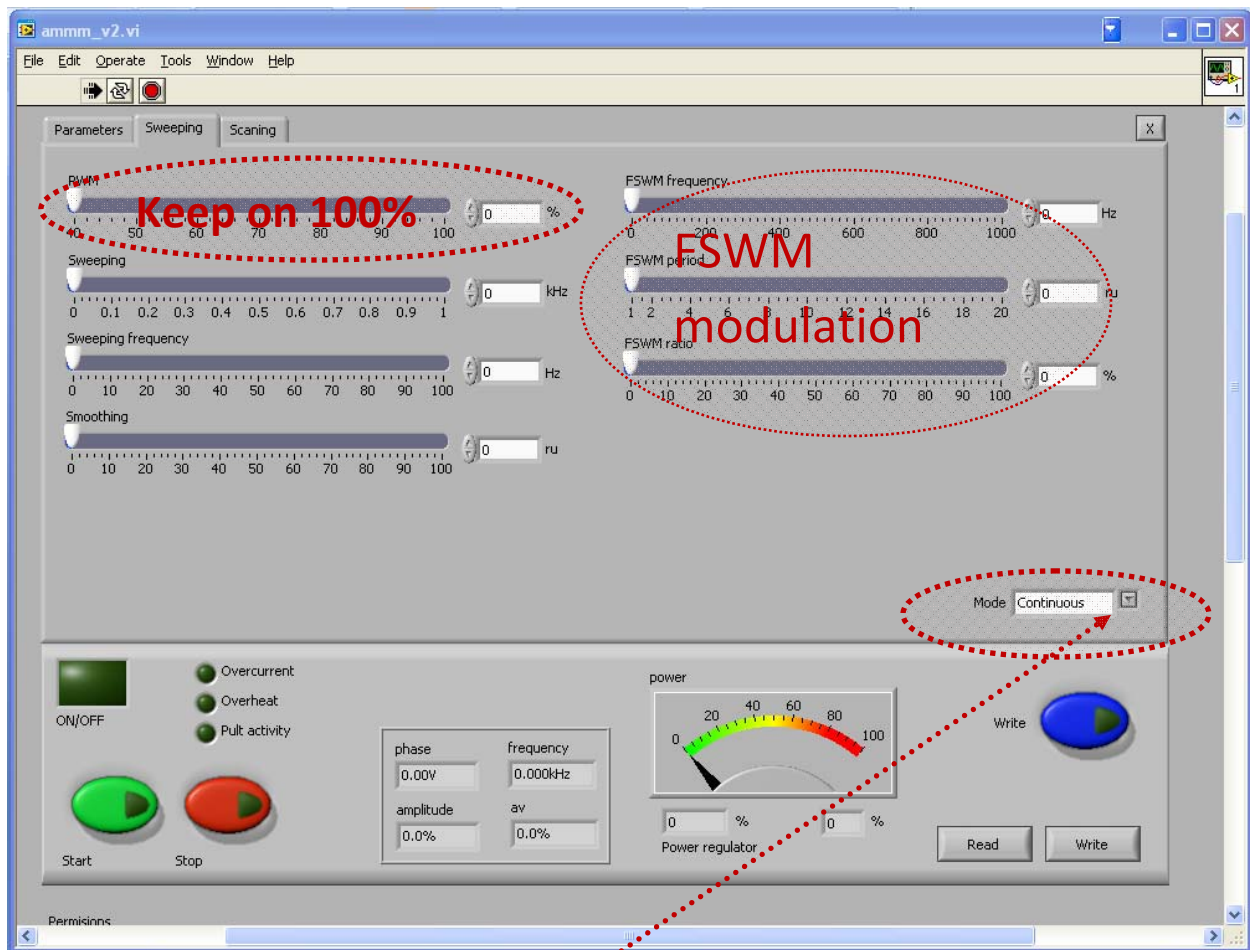 ammm_v2.vi
File Edit Operate Tools Window Help
1
Parameters Sweeping Scaning X
PWM
Keep on 100%
0 %
40 50 60 70 80 90 100
Sweeping
0 kHz
0 0.1 0.2 0.3 0.4 0.5 0.6 0.7 0.8 0.9 1
Sweeping frequency
0 Hz
0 10 20 30 40 50 60 70 80 90 100
Smoothing
0 ru
0 10 20 30 40 50 60 70 80 90 100
FSWM frequency
0 Hz
0 200 400 600 800 1000
FSWM
modulation
FSWM period
0 ru
1 2 4 6 8 10 12 14 16 18 20
FSWM ratio
0 %
0 10 20 30 40 50 60 70 80 90 100
Mode Continuous
ON/OFF
Overcurrent
Overheat
Pult activity
Start Stop
phase frequency
0.00V 0.000kHz
amplitude av
0.0% 0.0%
power
0 20 40 60 80 100
0 % 0 %
Power regulator
Write
Read Write
Permisions